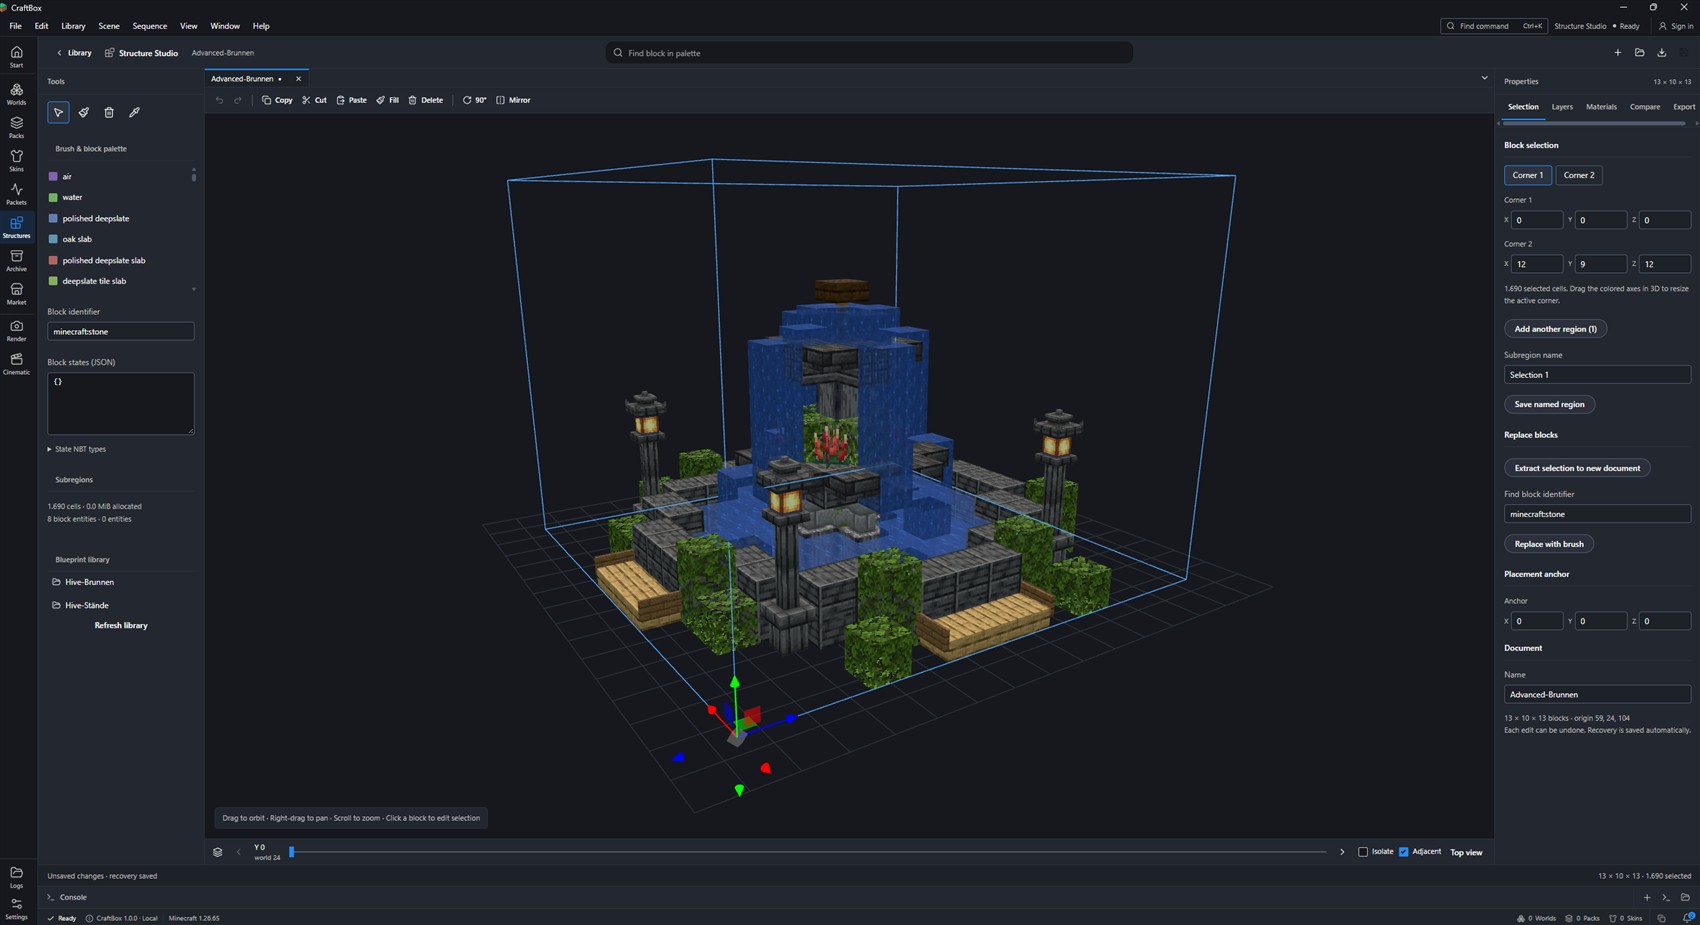 CraftBox
File Edit Library Scene Sequence View Window Help
Find command Ctrl+K Structure Studio • Ready Sign in
Library Structure Studio Advanced-Brunnen
Find block in palette
Start
Worlds
Packs
Skins
Packets
Structures
Archive
Market
Render
Cinematic
Logs
Settings
Tools
Brush & block palette
air
water
polished deepslate
oak slab
polished deepslate slab
deepslate tile slab
Block identifier
minecraft:stone
Block states (JSON)
{}
State NBT types
Subregions
1.690 cells · 0.0 MiB allocated
8 block entities · 0 entities
Blueprint library
Hive-Brunnen
Hive-Stände
Refresh library
Advanced-Brunnen •
Copy Cut Paste Fill Delete 90° Mirror
Drag to orbit · Right-drag to pan · Scroll to zoom · Click a block to edit selection
Y 0
world 24
Isolate Adjacent Top view
Properties 13 × 10 × 13
Selection Layers Materials Compare Export
Block selection
Corner 1 Corner 2
Corner 1
X 0 Y 0 Z 0
Corner 2
X 12 Y 9 Z 12
1.690 selected cells. Drag the colored axes in 3D to resize
the active corner.
Add another region (1)
Subregion name
Selection 1
Save named region
Replace blocks
Extract selection to new document
Find block identifier
minecraft:stone
Replace with brush
Placement anchor
Anchor
X 0 Y 0 Z 0
Document
Name
Advanced-Brunnen
13 × 10 × 13 blocks · origin 59, 24, 104
Each edit can be undone. Recovery is saved automatically.
Unsaved changes · recovery saved 13 × 10 × 13 · 1.690 selected
Console
Ready CraftBox 1.0.0 · Local Minecraft 1.26.65 0 Worlds 0 Packs 0 Skins